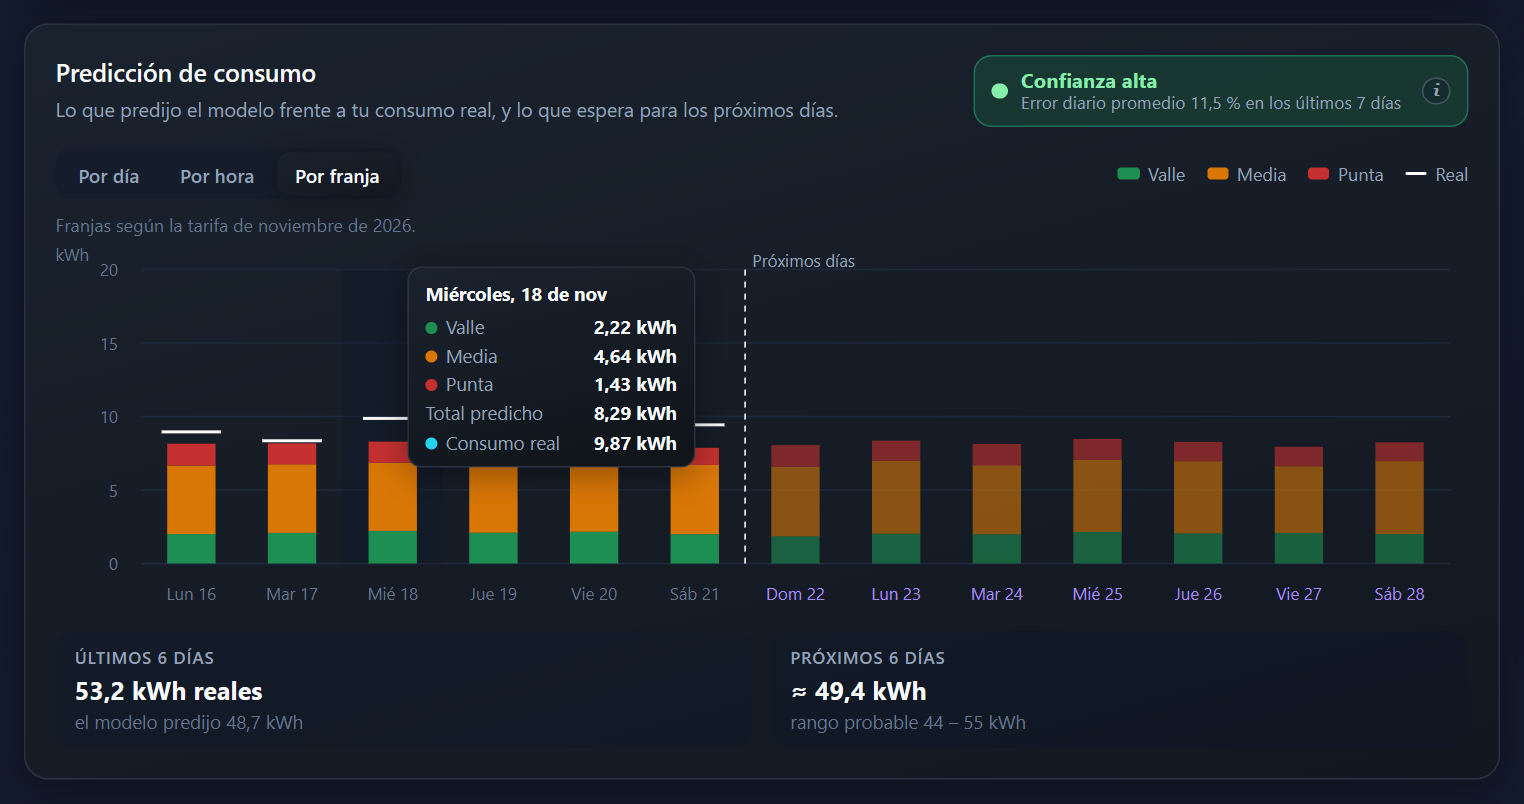 Predicción de consumo
Lo que predijo el modelo frente a tu consumo real, y lo que espera para los próximos días.
Confianza alta
Error diario promedio 11,5 % en los últimos 7 días
i
Por día Por hora Por franja
Valle Media Punta Real
Franjas según la tarifa de noviembre de 2026.
kWh
20
15
10
5
0
Próximos días
Miércoles, 18 de nov
Valle 2,22 kWh
Media 4,64 kWh
Punta 1,43 kWh
Total predicho 8,29 kWh
Consumo real 9,87 kWh
Lun 16 Mar 17 Mié 18 Jue 19 Vie 20 Sáb 21 Dom 22 Lun 23 Mar 24 Mié 25 Jue 26 Vie 27 Sáb 28
ÚLTIMOS 6 DÍAS
53,2 kWh reales
el modelo predijo 48,7 kWh
PRÓXIMOS 6 DÍAS
≈ 49,4 kWh
rango probable 44 – 55 kWh